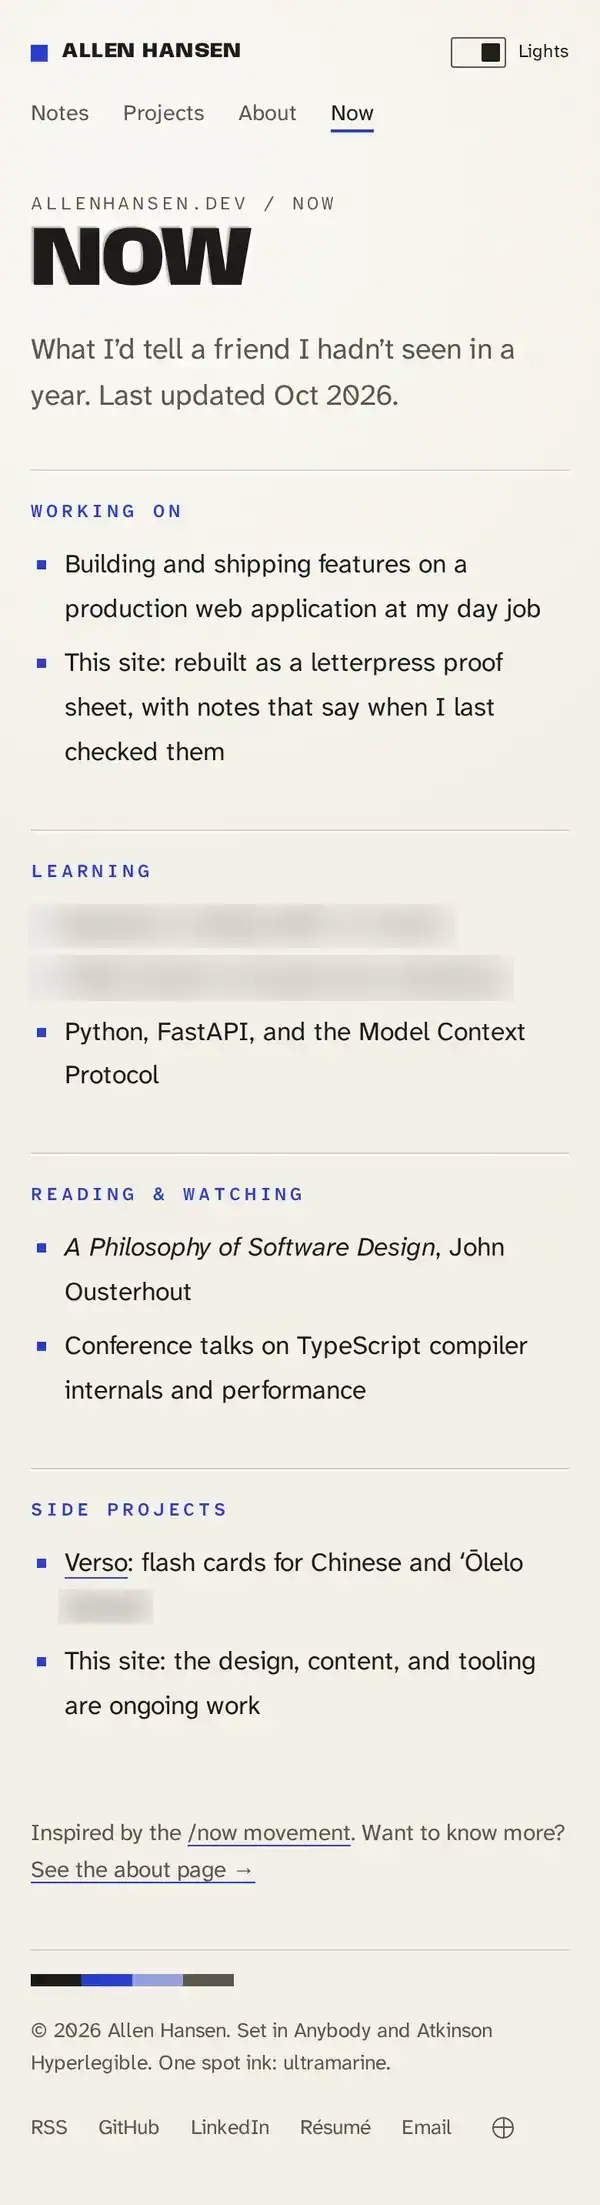 ALLEN HANSEN
Lights
Notes Projects About Now
ALLENHANSEN.DEV / NOW
NOW
What I’d tell a friend I hadn’t seen in a
year. Last updated Oct 2026.
WORKING ON
Building and shipping features on a
production web application at my day job
This site: rebuilt as a letterpress proof
sheet, with notes that say when I last
checked them
LEARNING
Python, FastAPI, and the Model Context
Protocol
READING & WATCHING
A Philosophy of Software Design, John
Ousterhout
Conference talks on TypeScript compiler
internals and performance
SIDE PROJECTS
Verso: flash cards for Chinese and ʻŌlelo
This site: the design, content, and tooling
are ongoing work
Inspired by the /now movement. Want to know more?
See the about page →
© 2026 Allen Hansen. Set in Anybody and Atkinson
Hyperlegible. One spot ink: ultramarine.
RSS GitHub LinkedIn Résumé Email